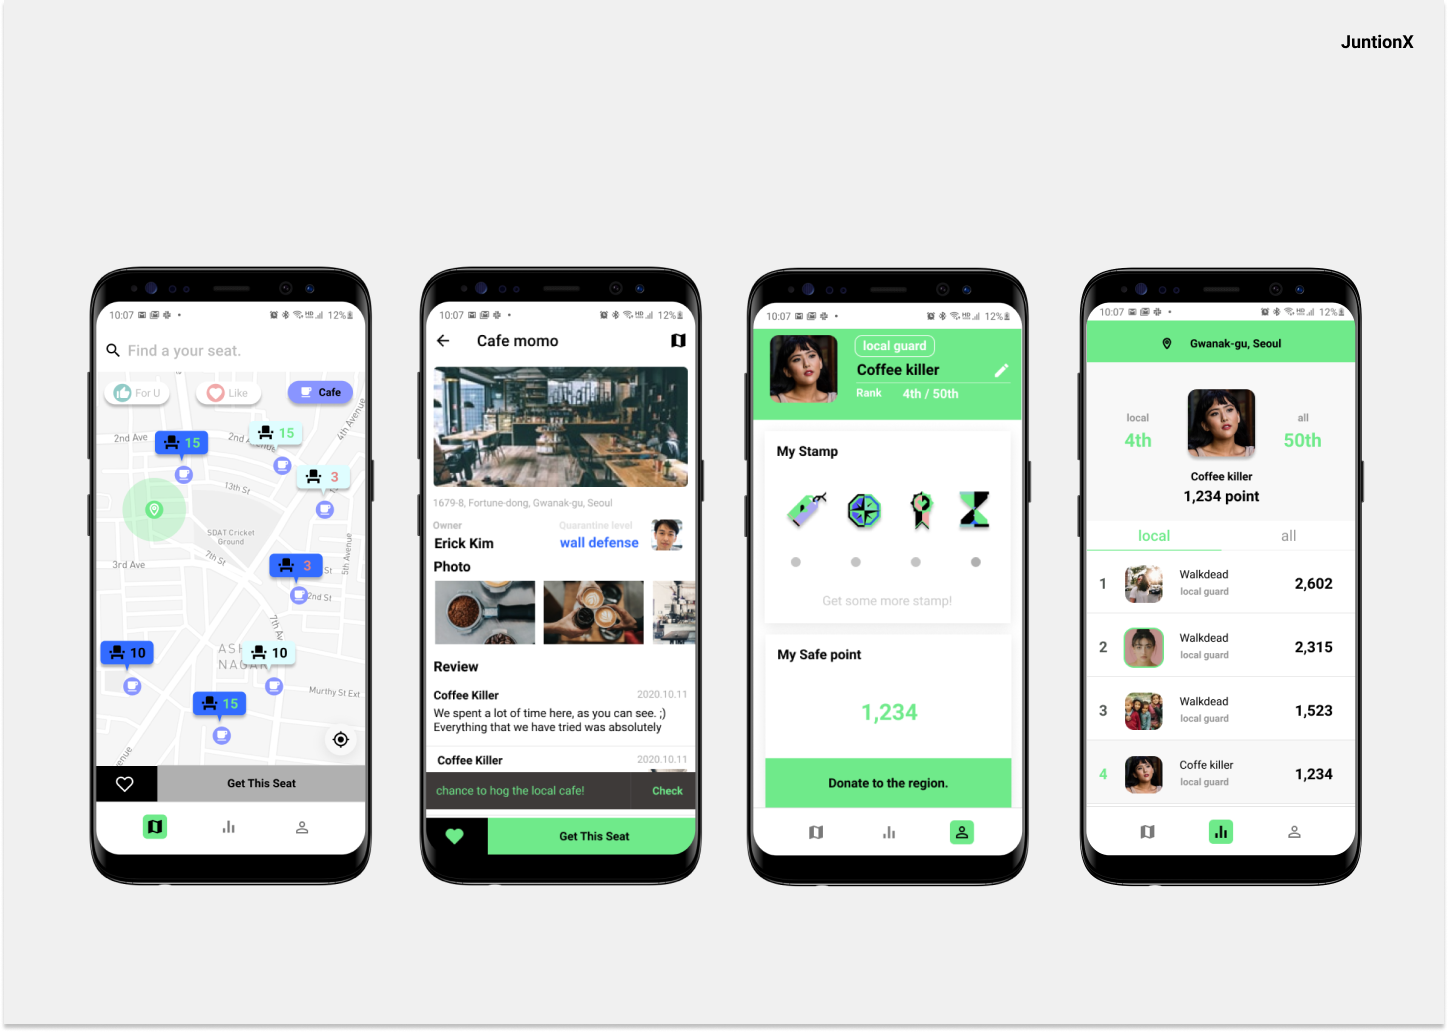 JuntionX
10:07
12%
Find a your seat.
For U
Like
Cafe
2nd Ave
2nd
Avenue
4th Avenue
15
15
3
13th St
SDAT Cricket
Ground
7th St
3rd Ave
3
St
5th Avenue
2nd St
7th Av
10
ASH
NAGAR
10
Murthy St Ext
15
enue
Get This Seat
10:07
12%
Cafe momo
1679-8, Fortune-dong, Gwanak-gu, Seoul
Owner
Quarantine level
Erick Kim
wall defense
Photo
Review
Coffee Killer
2020.10.11
We spent a lot of time here, as you can see. ;)
Everything that we have tried was absolutely
Coffee Killer
2020.10.11
chance to hog the local cafe!
Check
Get This Seat
10:07
12%
local guard
Coffee killer
Rank
4th / 50th
My Stamp
Get some more stamp!
My Safe point
1,234
Donate to the region.
10:07
12%
Gwanak-gu, Seoul
local
all
4th
50th
Coffee killer
1,234 point
local
all
1
Walkdead
local guard
2,602
2
Walkdead
local guard
2,315
3
Walkdead
local guard
1,523
4
Coffe killer
local guard
1,234